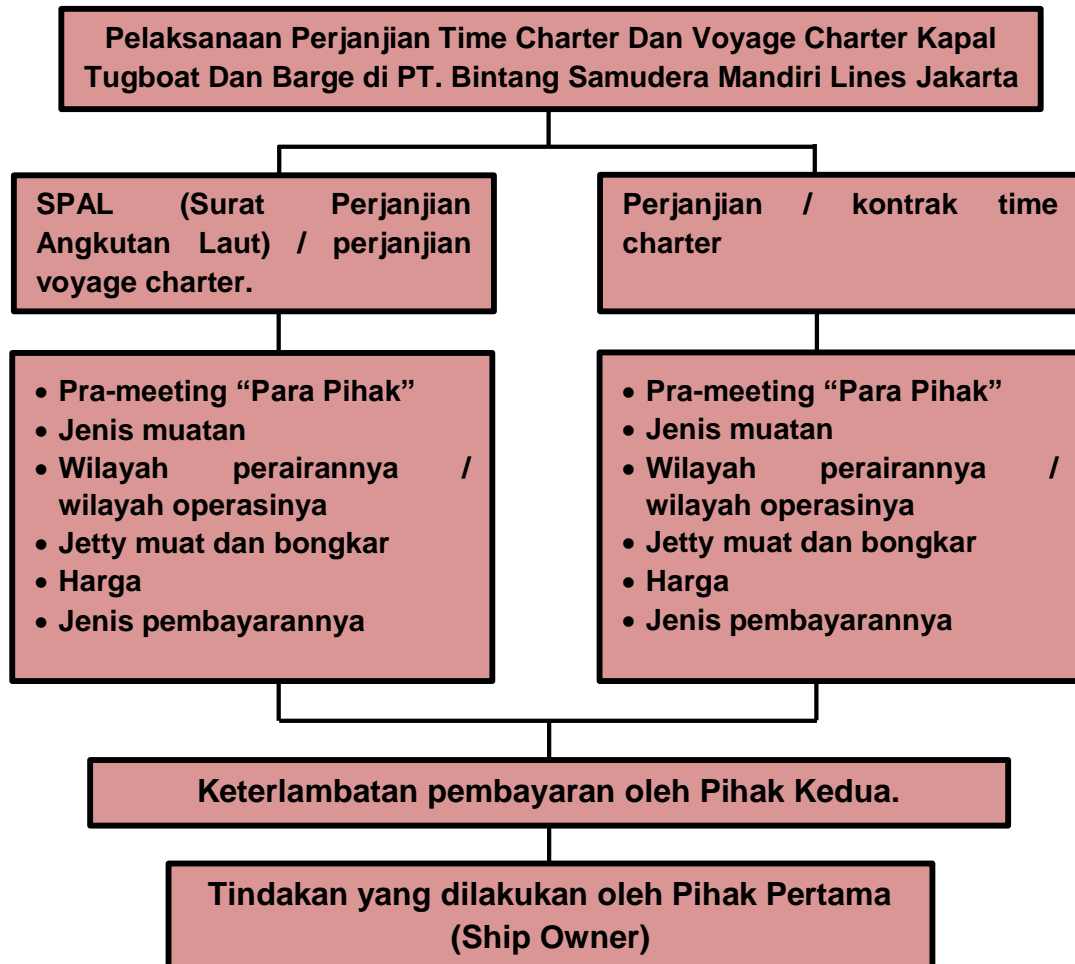 Pelaksanaan Perjanjian Time Charter Dan Voyage Charter Kapal
Tugboat Dan Barge di PT. Bintang Samudera Mandiri Lines Jakarta
SPAL (Surat Perjanjian
Angkutan Laut) / perjanjian
voyage charter.
Perjanjian / kontrak time
charter
• Pra-meeting “Para Pihak”
• Jenis muatan
• Wilayah perairannya /
wilayah operasinya
• Jetty muat dan bongkar
• Harga
• Jenis pembayarannya
• Pra-meeting “Para Pihak”
• Jenis muatan
• Wilayah perairannya /
wilayah operasinya
• Jetty muat dan bongkar
• Harga
• Jenis pembayarannya
Keterlambatan pembayaran oleh Pihak Kedua.
Tindakan yang dilakukan oleh Pihak Pertama
(Ship Owner)